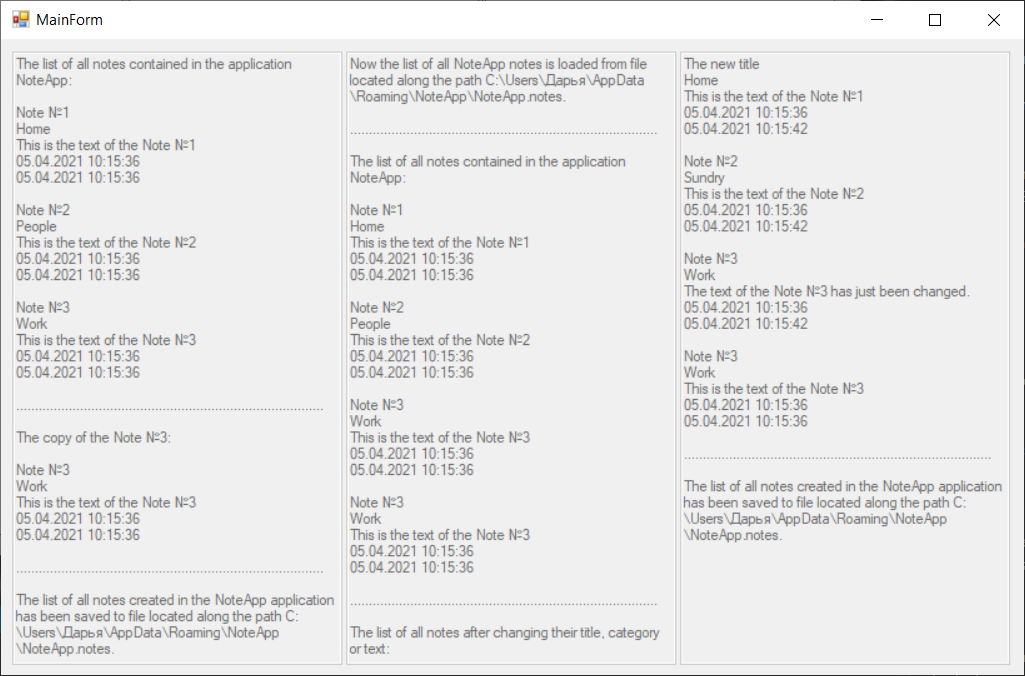 MainForm
The list of all notes contained in the application
NoteApp:
Note №1
Home
This is the text of the Note №1
05.04.2021 10:15:36
05.04.2021 10:15:36
Note №2
People
This is the text of the Note №2
05.04.2021 10:15:36
05.04.2021 10:15:36
Note №3
Work
This is the text of the Note №3
05.04.2021 10:15:36
05.04.2021 10:15:36
------------------------------------------------------------
The copy of the Note №3:
Note №3
Work
This is the text of the Note №3
05.04.2021 10:15:36
05.04.2021 10:15:36
------------------------------------------------------------
The list of all notes created in the NoteApp application
has been saved to file located along the path C:
\Users\Дарья\AppData\Roaming\NoteApp
\NoteApp.notes.
Now the list of all NoteApp notes is loaded from file
located along the path C:\Users\Дарья\AppData
\Roaming\NoteApp\NoteApp.notes.
------------------------------------------------------------
The list of all notes contained in the application
NoteApp:
Note №1
Home
This is the text of the Note №1
05.04.2021 10:15:36
05.04.2021 10:15:36
Note №2
People
This is the text of the Note №2
05.04.2021 10:15:36
05.04.2021 10:15:36
Note №3
Work
This is the text of the Note №3
05.04.2021 10:15:36
05.04.2021 10:15:36
Note №3
Work
This is the text of the Note №3
05.04.2021 10:15:36
05.04.2021 10:15:36
------------------------------------------------------------
The list of all notes after changing their title, category
or text:
The new title
Home
This is the text of the Note №1
05.04.2021 10:15:36
05.04.2021 10:15:42
Note №2
Sundry
This is the text of the Note №2
05.04.2021 10:15:36
05.04.2021 10:15:42
Note №3
Work
The text of the Note №3 has just been changed.
05.04.2021 10:15:36
05.04.2021 10:15:42
Note №3
Work
This is the text of the Note №3
05.04.2021 10:15:36
05.04.2021 10:15:36
------------------------------------------------------------
The list of all notes created in the NoteApp application
has been saved to file located along the path C:
\Users\Дарья\AppData\Roaming\NoteApp
\NoteApp.notes.